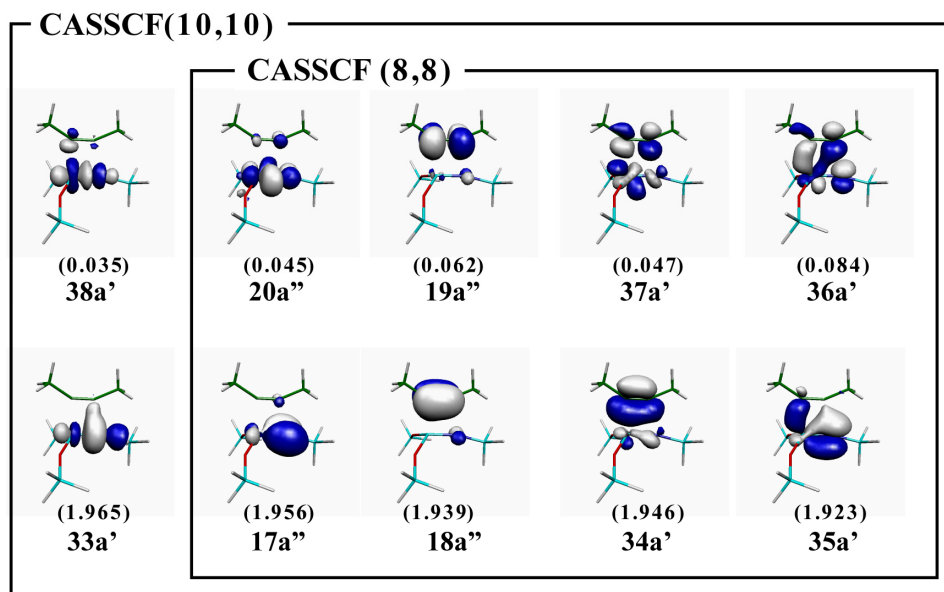 CASSCF(10,10)
CASSCF (8,8)
(0.035) (0.045) (0.062) (0.047) (0.084)
38a’ 20a” 19a” 37a’ 36a’
(1.965) (1.956) (1.939) (1.946) (1.923)
33a’ 17a” 18a” 34a’ 35a’